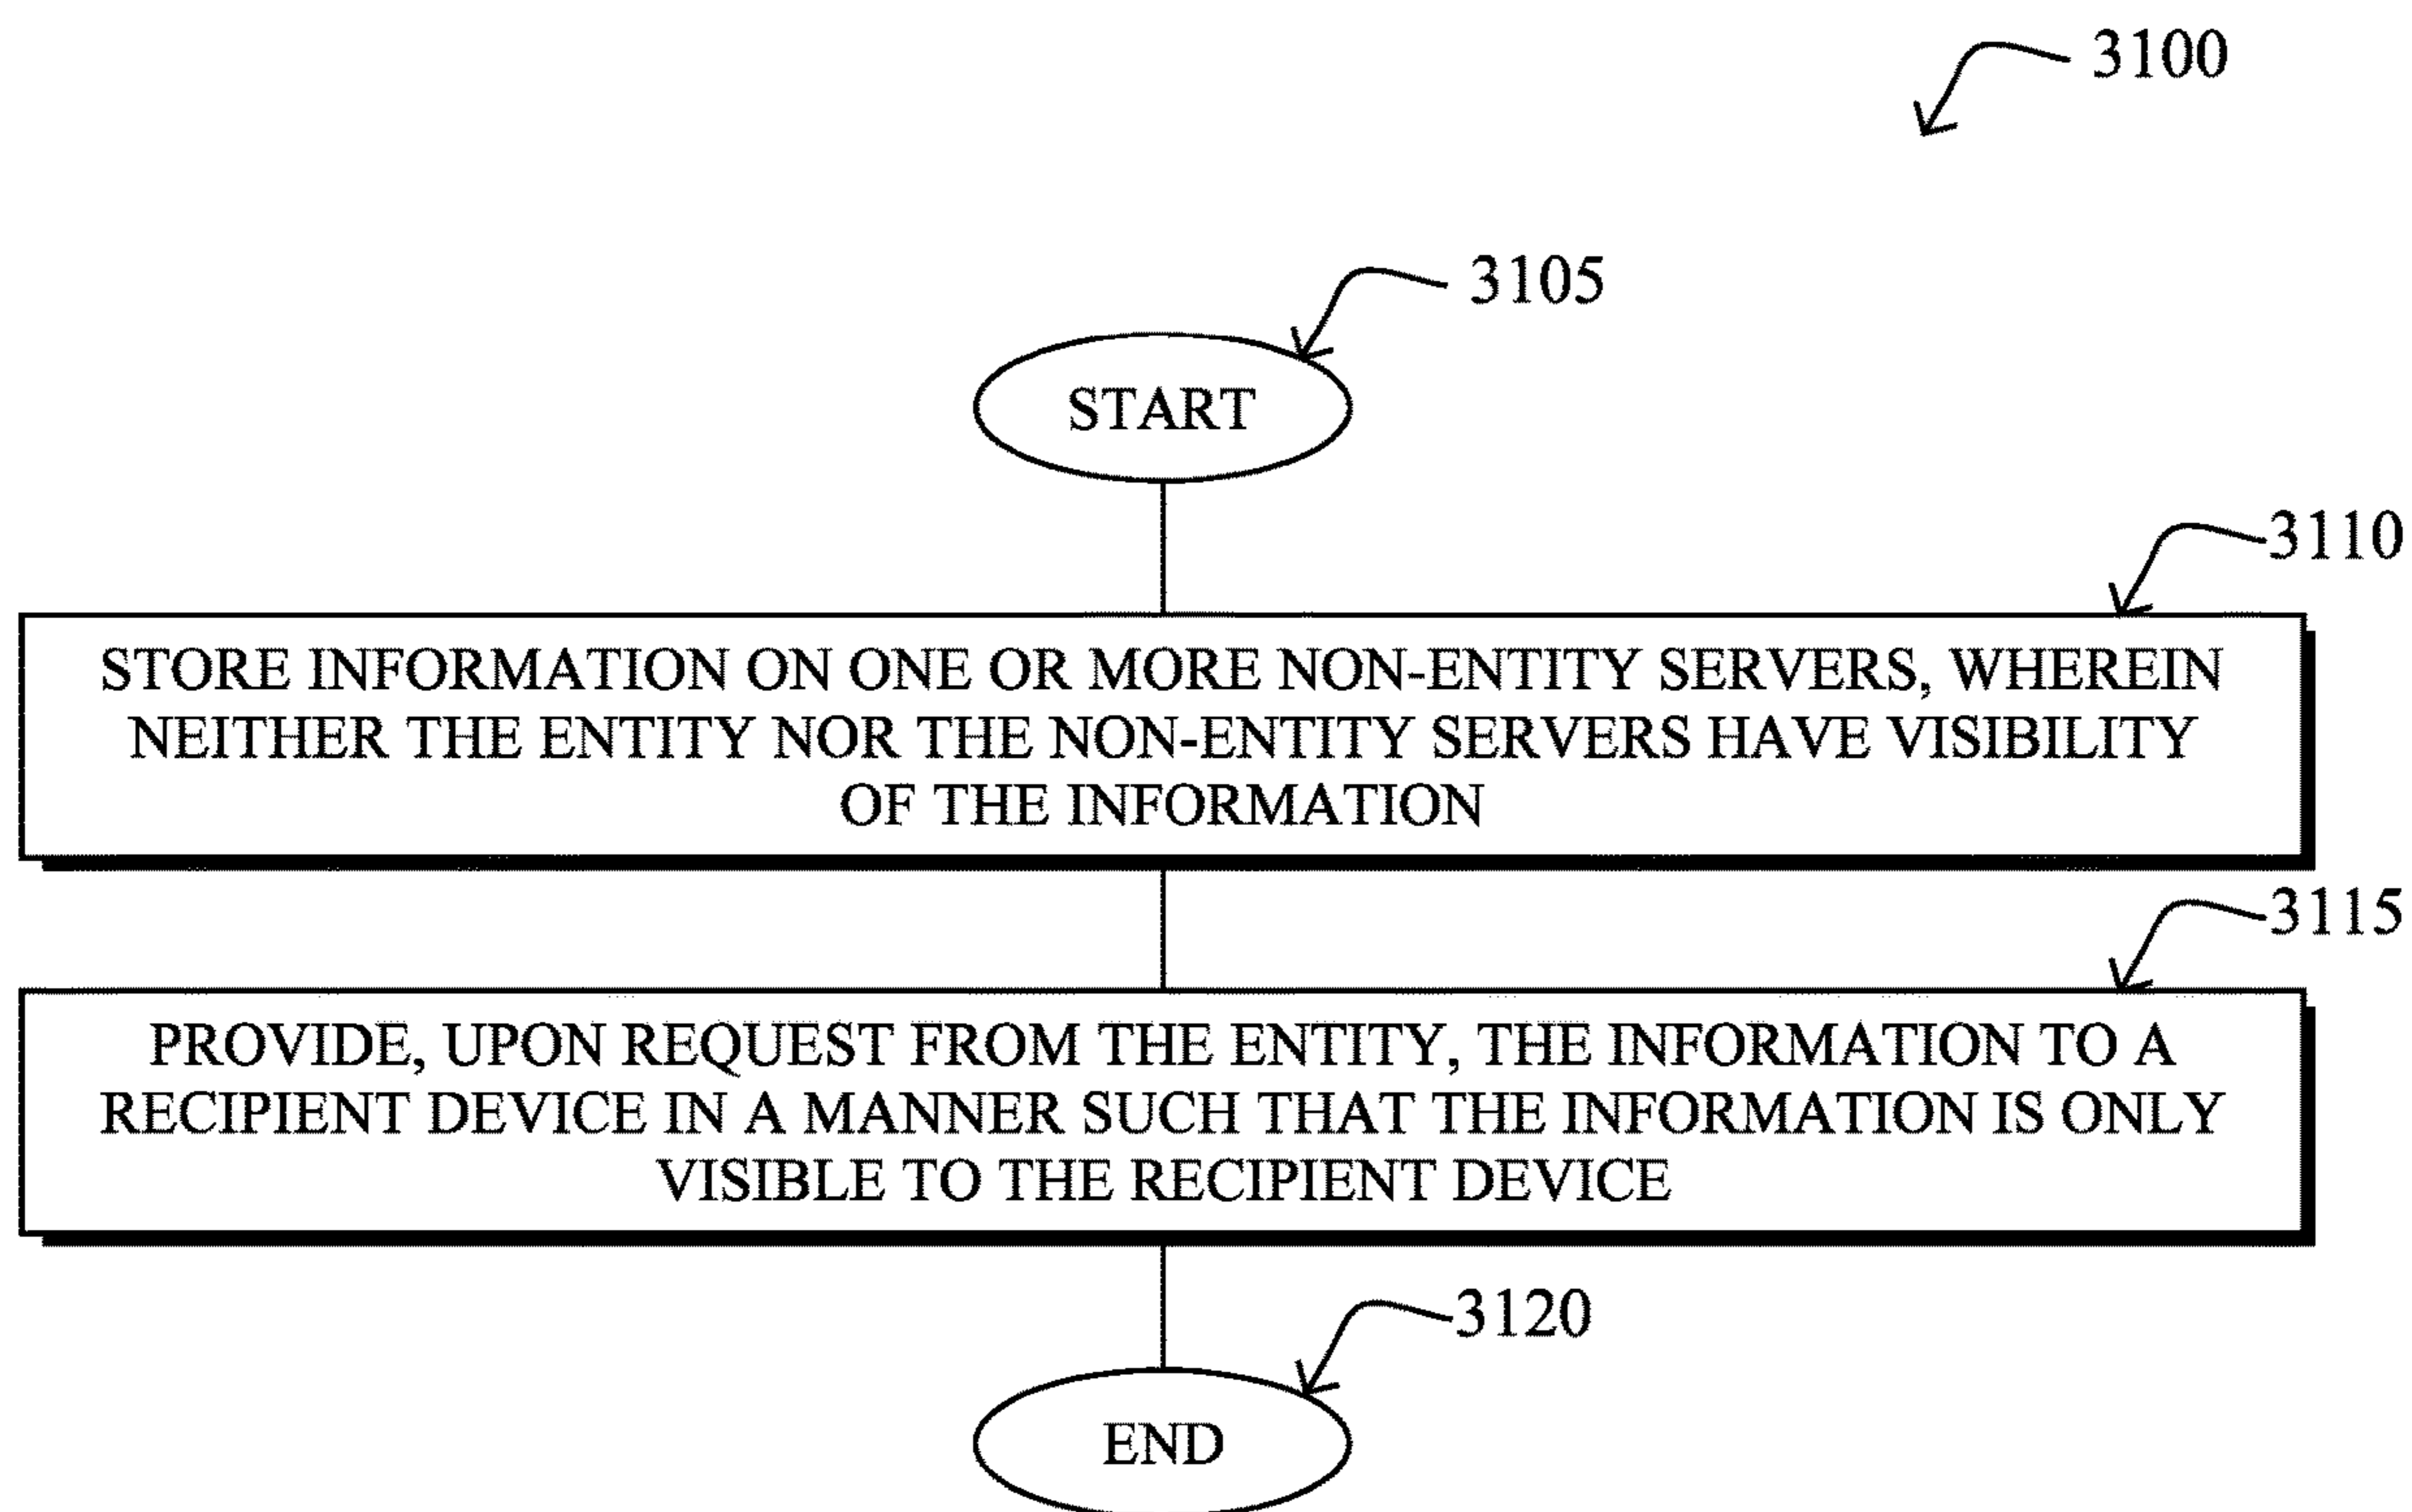 3100
3105
START
3110
STORE INFORMATION ON ONE OR MORE NON-ENTITY SERVERS, WHEREIN
NEITHER THE ENTITY NOR THE NON-ENTITY SERVERS HAVE VISIBILITY
OF THE INFORMATION
3115
PROVIDE, UPON REQUEST FROM THE ENTITY, THE INFORMATION TO A
RECIPIENT DEVICE IN A MANNER SUCH THAT THE INFORMATION IS ONLY
VISIBLE TO THE RECIPIENT DEVICE
3120
END